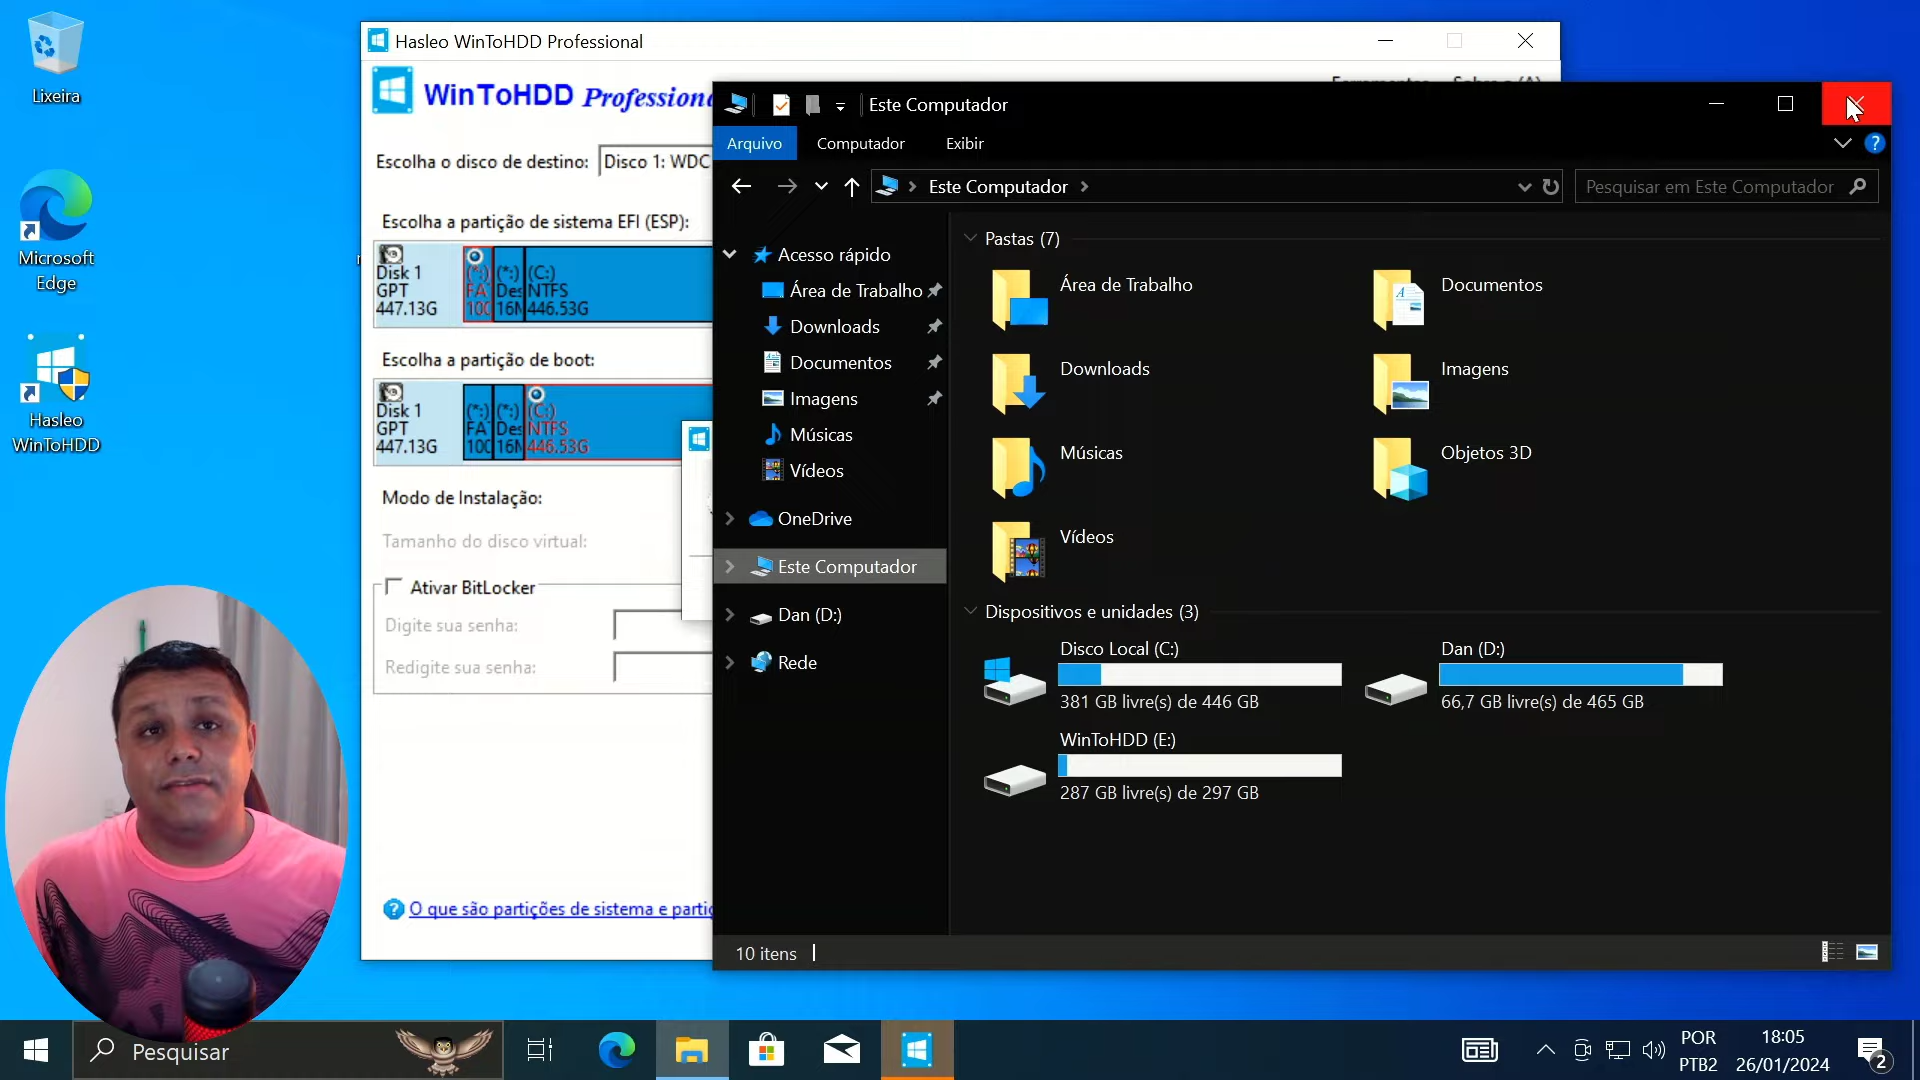 Lixeira
Microsoft
Edge
Hasleo
WinToHDD
Hasleo WinToHDD Professional
WinToHDD
Escolha o disco de destino:
Disco 1: WDC
Escolha a partição de sistema EFI (ESP):
Disk 1
GPT
447.13G
(*:)
FA
100
(*:)
Des
16M
(C:)
NTFS
446.53G
Escolha a partição de boot:
Disk 1
GPT
447.13G
(*:)
FA
100
(*:)
Des
16M
(C:)
NTFS
446.53G
Modo de Instalação:
Tamanho do disco virtual:
Ativar BitLocker
Digite sua senha:
Redigite sua senha:
O que são partições de sistema e
Este Computador
Arquivo
Computador
Exibir
Este Computador
Pesquisar em Este Computador
Acesso rápido
Área de Trabalho
Downloads
Documentos
Imagens
Músicas
Vídeos
OneDrive
Este Computador
Dan (D:)
Rede
Pastas (7)
Área de Trabalho
Documentos
Downloads
Imagens
Músicas
Objetos 3D
Vídeos
Dispositivos e unidades (3)
Disco Local (C:)
381 GB livre(s) de 446 GB
Dan (D:)
66,7 GB livre(s) de 465 GB
WinToHDD (E:)
287 GB livre(s) de 297 GB
10 itens
Pesquisar
POR
PTB2
18:05
26/01/2024
2